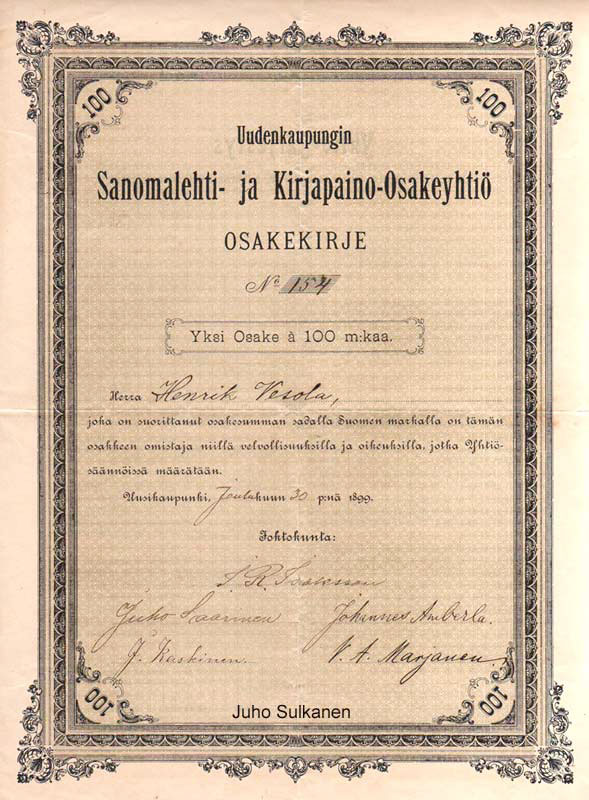 100 100
Uudenkaupungin
Sanomalehti- ja Kirjapaino-Osakeyhtiö
OSAKEKIRJE
No 154
Yksi Osake à 100 m:kaa.
Herra Henrik Vesola,
joka on suorittanut osakesumman sadalla Suomen markalla on tämän
osakkeen omistaja niillä velvollisuuksilla ja oikeuksilla, jotka Yhtiö-
säännöissä määrätään.
Uusikaupunki, Joulukuun 30 p:nä 1899.
Johtokunta:
Juho Saarinen Johannes Amberla.
J. Kaskinen. V. A. Marjanen.
100 100
Juho Sulkanen